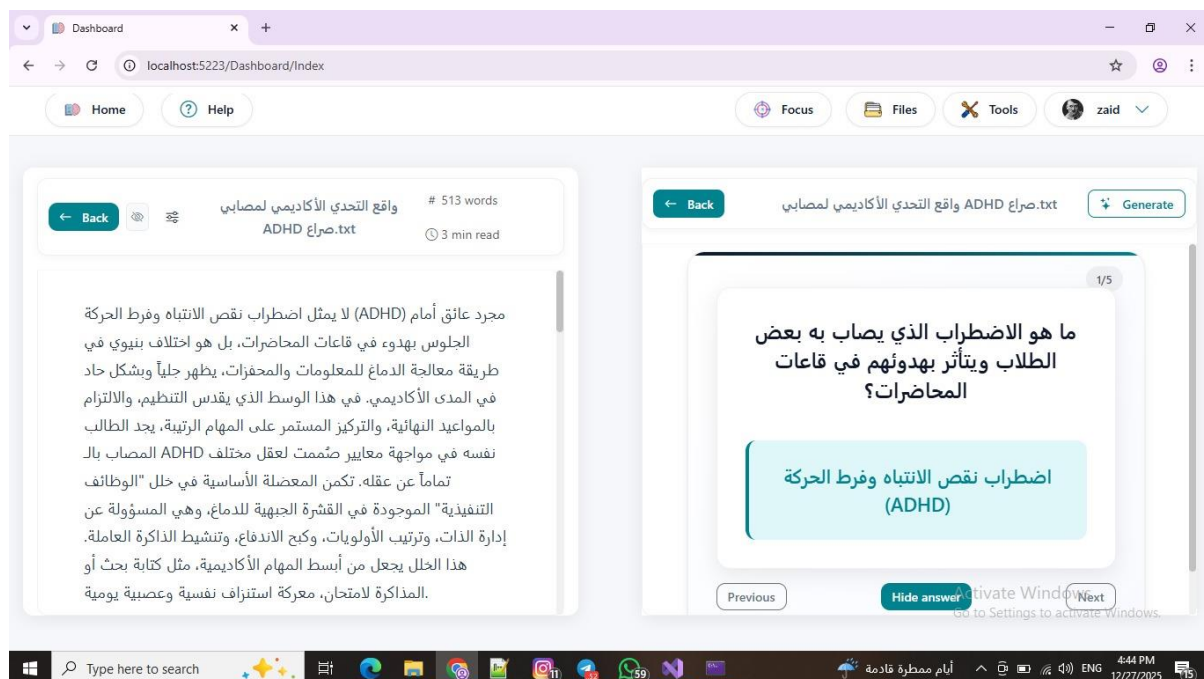 Dashboard
localhost:5223/Dashboard/Index
Home
Help
Focus
Files
Tools
zaid
← Back
واقع التحدي الأكاديمي لمصابي
ADHD صراع.txt
# 513 words
3 min read
مجرد عائق أمام (ADHD) لا يمثل اضطراب نقص الانتباه وفرط الحركة
الجلوس بهدوء في قاعات المحاضرات، بل هو اختلاف بنيوي في
طريقة معالجة الدماغ للمعلومات والمحفزات، يظهر جلياً وبشكل حاد
في المدى الأكاديمي. في هذا الوسط الذي يقدس التنظيم، والالتزام
بالمواعيد النهائية، والتركيز المستمر على المهام الرتيبة، يجد الطالب
نفسه في مواجهة معايير صُممت لعقل مختلف ADHD المصاب بالـ
تماماً عن عقله. تكمن المعضلة الأساسية في خلل "الوظائف
التنفيذية" الموجودة في القشرة الجبهية للدماغ، وهي المسؤولة عن
إدارة الذات، وترتيب الأولويات، وكبح الاندفاع، وتنشيط الذاكرة العاملة.
هذا الخلل يجعل من أبسط المهام الأكاديمية، مثل كتابة بحث أو
المذاكرة لامتحان، معركة استنزاف نفسية وعصبية يومية.
← Back
واقع التحدي الأكاديمي لمصابي ADHD صراع.txt
Generate
1/5
ما هو الاضطراب الذي يصاب به بعض
الطلاب ويتأثر بهدوئهم في قاعات
المحاضرات؟
اضطراب نقص الانتباه وفرط الحركة
(ADHD)
Previous
Hide answer
Next
Activate Windows
Go to Settings to activate Windows.
Type here to search
11
59
أيام ممطرة قادمة
ENG
4:44 PM
12/27/2025
15